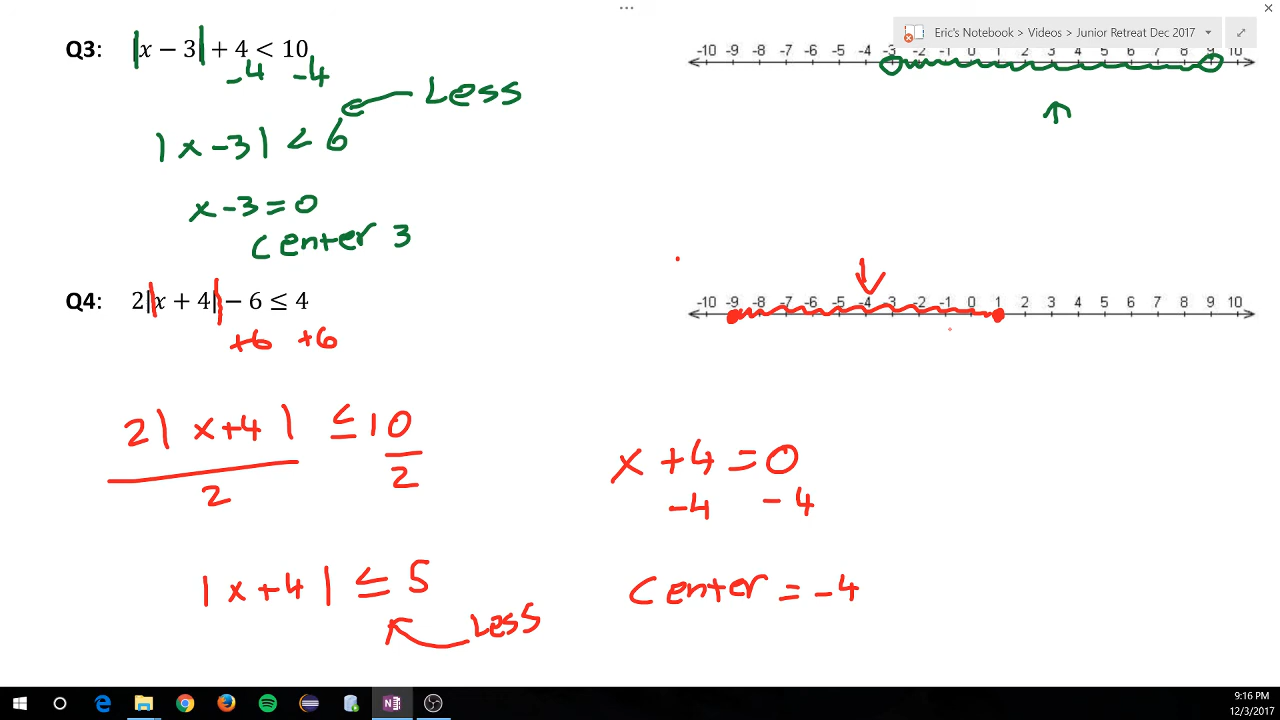 Eric's Notebook > Videos > Junior Retreat Dec 2017
Q3: |x − 3| + 4 < 10
-4 -4
Less
|x -3| < 6
x -3 = 0
Center 3
-10 -9 -8 -7 -6 -5 -4 -3 -2 -1 0 1 2 3 4 5 6 7 8 9 10
Q4: 2|x + 4| − 6 ≤ 4
+6 +6
-10 -9 -8 -7 -6 -5 -4 -3 -2 -1 0 1 2 3 4 5 6 7 8 9 10
2| x+4 | ≤ 10
2 2
x +4 = 0
-4 -4
|x+4| ≤ 5
Less
Center = -4
9:16 PM
12/3/2017